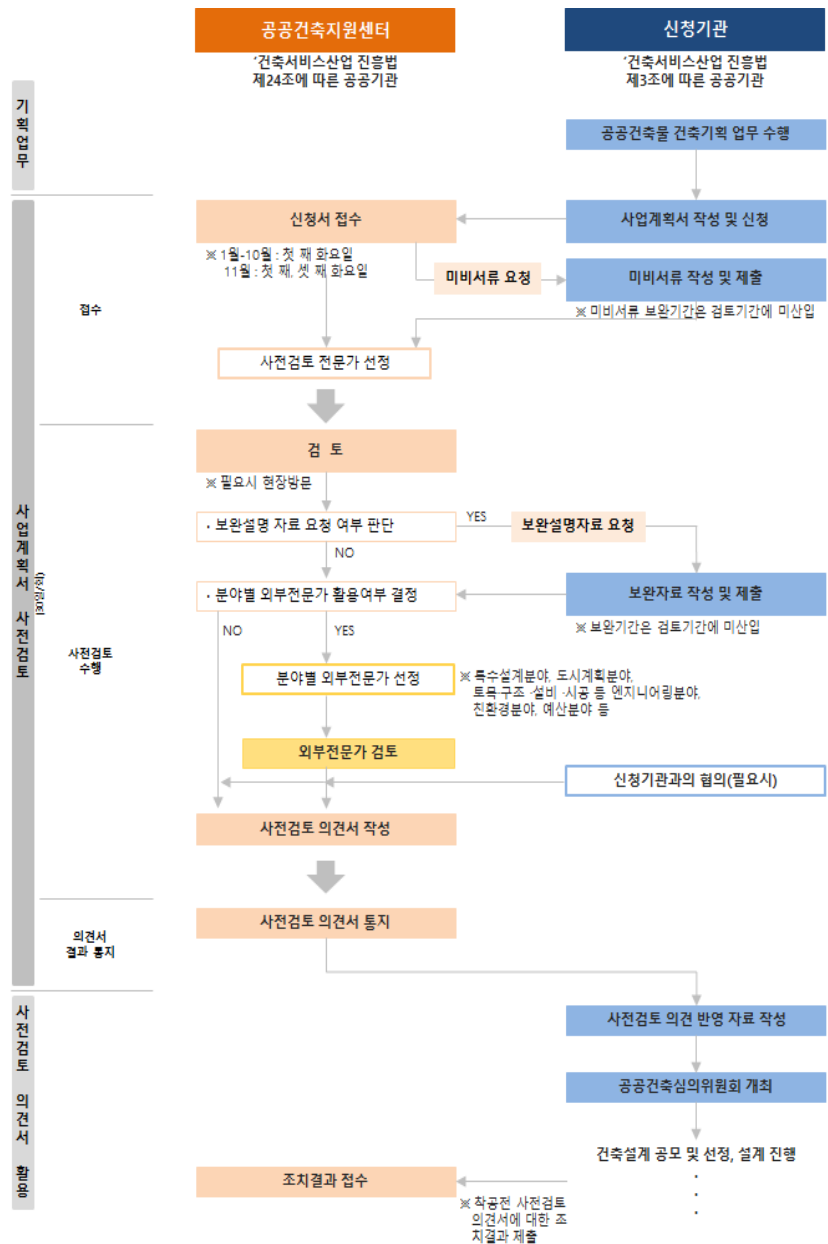 공공건축지원센터
신청기관
‘건축서비스산업 진흥법
제24조에 따른 공공기관
‘건축서비스산업 진흥법
제3조에 따른 공공기관
기획업무
공공건축물 건축기획 업무 수행
신청서 접수
사업계획서 작성 및 신청
※ 1월-10월 : 첫 째 화요일
11월 : 첫 째, 셋 째 화요일
미비서류 요청
미비서류 작성 및 제출
접수
※ 미비서류 보완기간은 검토기간에 미산입
사전검토 전문가 선정
사업계획서 사전검토
(30일/회)
검 토
※ 필요시 현장방문
· 보완설명 자료 요청 여부 판단
YES
보완설명자료 요청
NO
· 분야별 외부전문가 활용여부 결정
보완자료 작성 및 제출
NO
YES
※ 보완기간은 검토기간에 미산입
사전검토
수행
분야별 외부전문가 선정
※ 특수설계분야, 도시계획분야,
토목·구조 ·설비 ·시공 등 엔지니어링분야,
친환경분야, 예산분야 등
외부전문가 검토
신청기관과의 협의(필요시)
사전검토 의견서 작성
의견서
결과 통지
사전검토 의견서 통지
사전검토 의견서 활용
사전검토 의견 반영 자료 작성
공공건축심의위원회 개최
건축설계 공모 및 선정, 설계 진행
조치결과 접수
※ 착공전 사전검토
의견서에 대한 조
치결과 제출